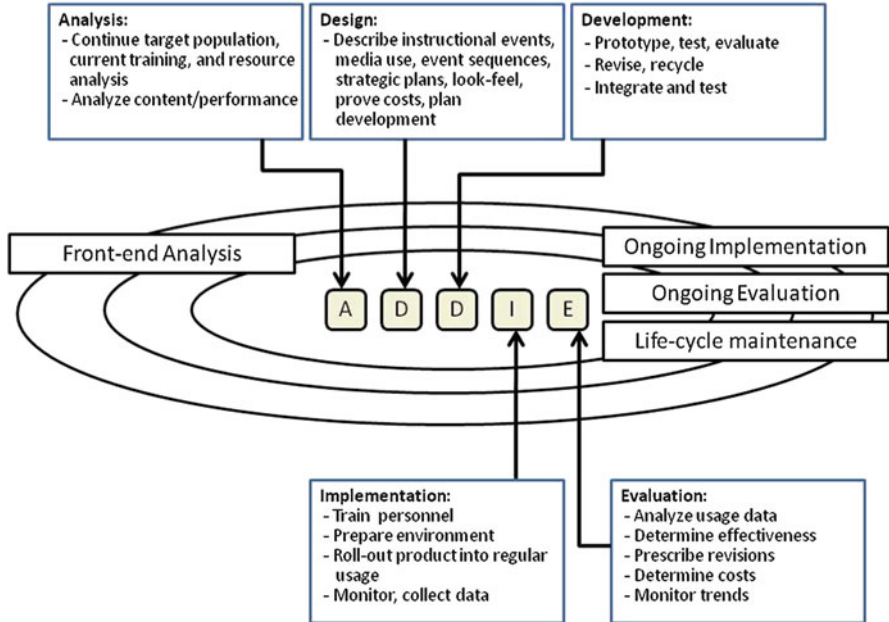 Analysis:
- Continue target population,
current training, and resource
analysis
- Analyze content/performance
Design:
- Describe instructional events,
media use, event sequences,
strategic plans, look-feel,
prove costs, plan
development
Development:
- Prototype, test, evaluate
- Revise, recycle
- Integrate and test
Front-end Analysis
Ongoing Implementation
Ongoing Evaluation
Life-cycle maintenance
A D D I E
Implementation:
- Train personnel
- Prepare environment
- Roll-out product into regular
usage
- Monitor, collect data
Evaluation:
- Analyze usage data
- Determine effectiveness
- Prescribe revisions
- Determine costs
- Monitor trends